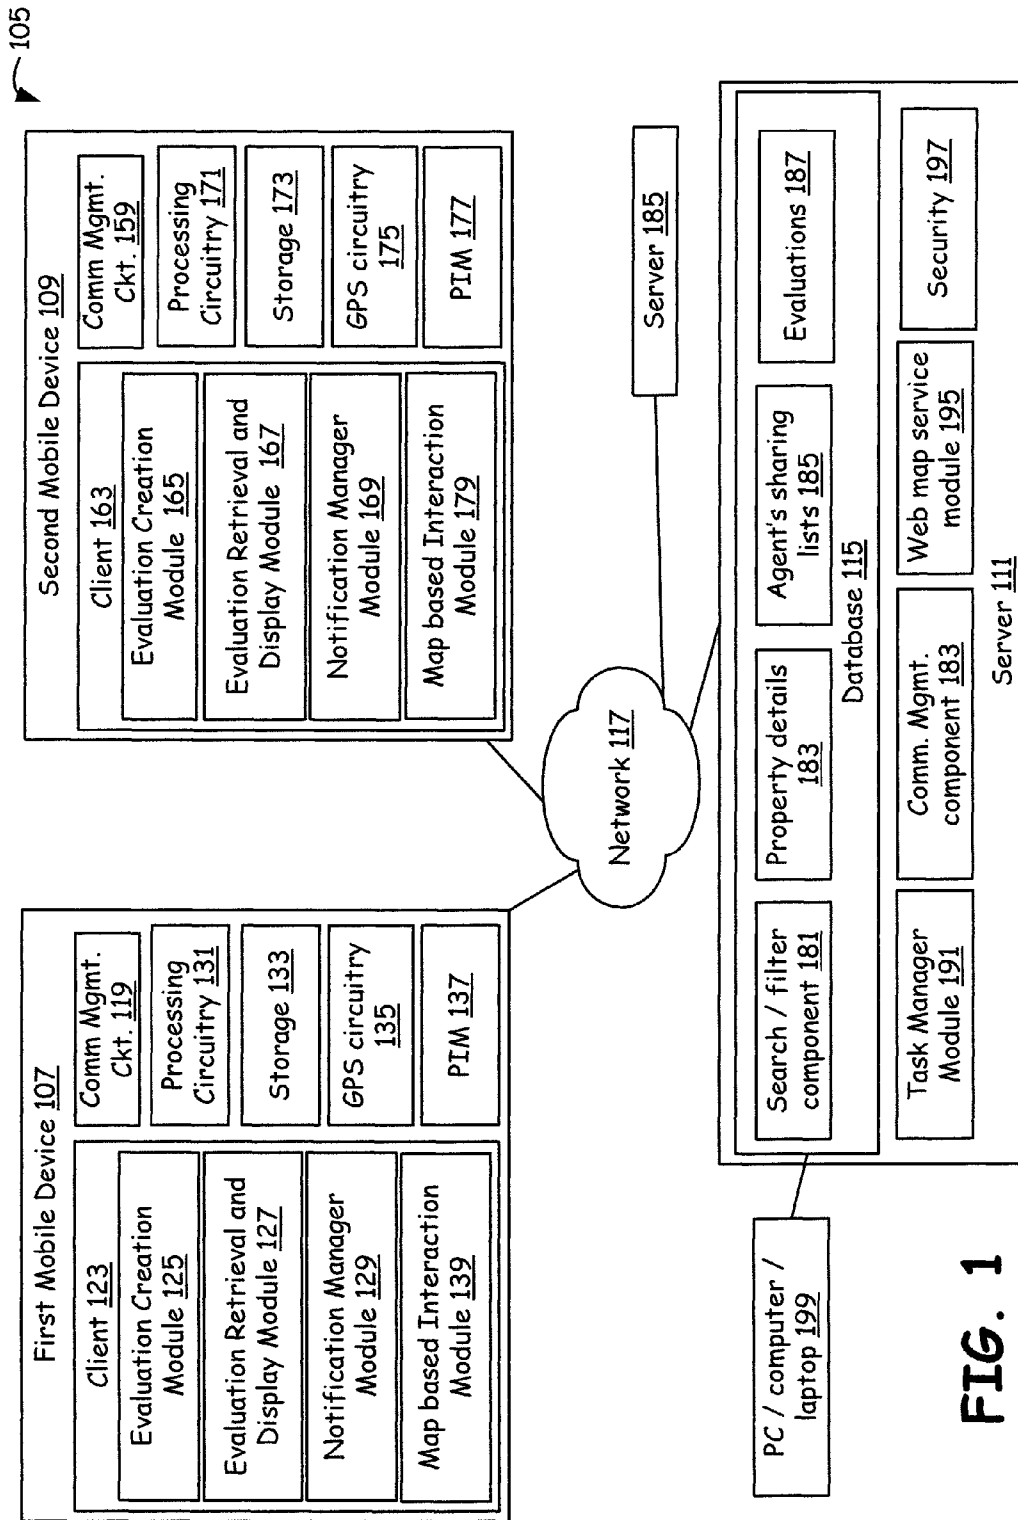 105
First Mobile Device 107
Client 123
Evaluation Creation
Module 125
Evaluation Retrieval and
Display Module 127
Notification Manager
Module 129
Map based Interaction
Module 139
Comm Mgmt.
Ckt. 119
Processing
Circuitry 131
Storage 133
GPS circuitry
135
PIM 137
Second Mobile Device 109
Client 163
Evaluation Creation
Module 165
Evaluation Retrieval and
Display Module 167
Notification Manager
Module 169
Map based Interaction
Module 179
Comm Mgmt.
Ckt. 159
Processing
Circuitry 171
Storage 173
GPS circuitry
175
PIM 177
Network 117
Server 185
PC / computer /
laptop 199
Search / filter
component 181
Property details
183
Agent's sharing
lists 185
Evaluations 187
Database 115
Task Manager
Module 191
Comm. Mgmt.
component 183
Web map service
module 195
Security 197
Server 111
FIG. 1